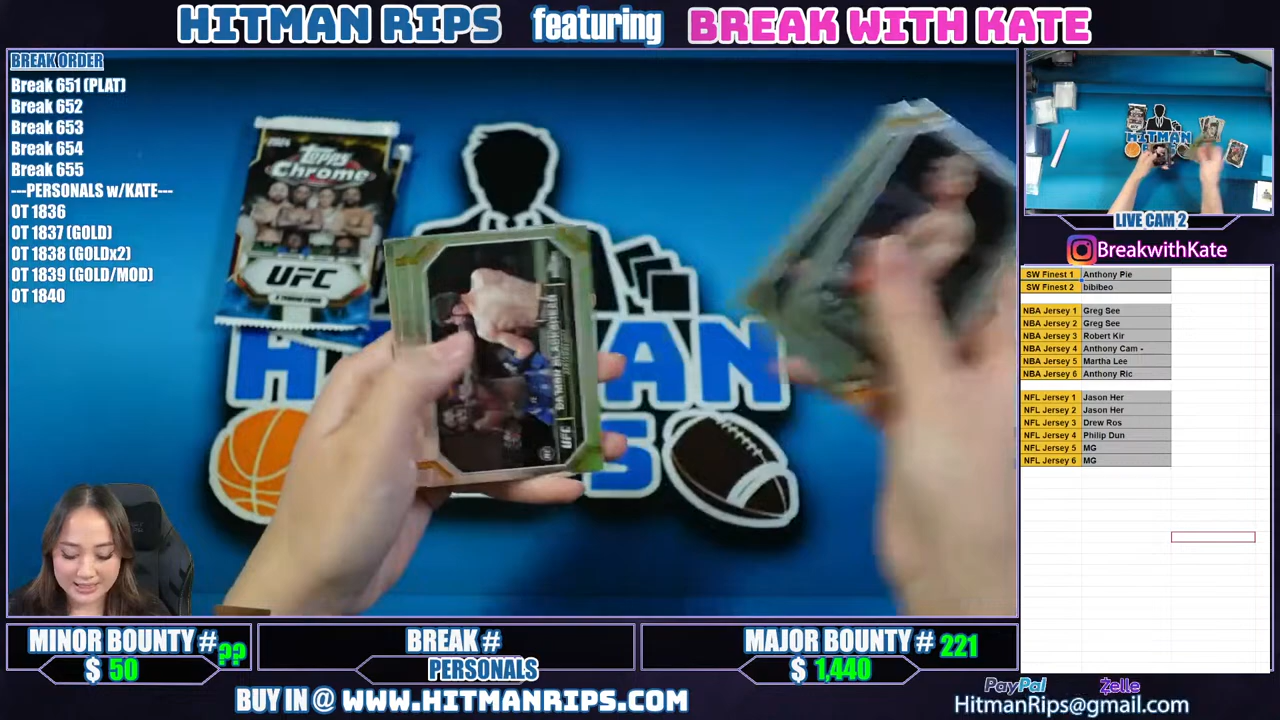 HITMAN RIPS featuring BREAK WITH KATE
BREAK ORDER
Break 651 (PLAT)
Break 652
Break 653
Break 654
Break 655
---PERSONALS w/KATE---
OT 1836
OT 1837 (GOLD)
OT 1838 (GOLDx2)
OT 1839 (GOLD/MOD)
OT 1840
2024
Topps
Chrome
UFC
UFC
HITMAN
LIVE CAM 2
BreakwithKate
SW Finest 1 Anthony Pie
SW Finest 2 bibibeo
NBA Jersey 1 Greg See
NBA Jersey 2 Greg See
NBA Jersey 3 Robert Kir
NBA Jersey 4 Anthony Cam -
NBA Jersey 5 Martha Lee
NBA Jersey 6 Anthony Ric
NFL Jersey 1 Jason Her
NFL Jersey 2 Jason Her
NFL Jersey 3 Drew Ros
NFL Jersey 4 Philip Dun
NFL Jersey 5 MG
NFL Jersey 6 MG
MINOR BOUNTY # ??
$ 50
BREAK #
PERSONALS
MAJOR BOUNTY # 221
$ 1,440
BUY IN @ WWW.HITMANRIPS.COM
PayPal Zelle
HitmanRips@gmail.com